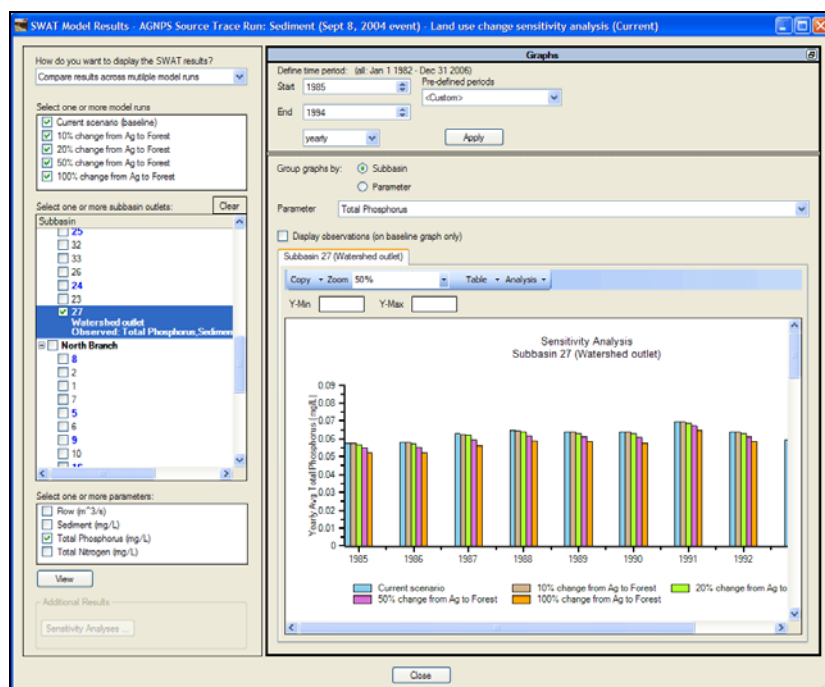 SWAT Model Results - AGNPS Source Trace Run: Sediment (Sept 8, 2004 event) - Land use change sensitivity analysis (Current)
How do you want to display the SWAT results?
Compare results across mutilple model runs
Select one or more model runs
Current scenario (baseline)
10% change from Ag to Forest
20% change from Ag to Forest
50% change from Ag to Forest
100% change from Ag to Forest
Select one or more subbasin outlets:
Clear
Subbasin
25
32
33
26
24
23
27
Watershed outlet
Observed: Total Phosphorus,Sedimen
North Branch
8
2
1
7
5
6
9
10
Select one or more parameters:
Flow (m^3/s)
Sediment (mg/L)
Total Phosphorus (mg/L)
Total Nitrogen (mg/L)
View
Additional Results
Sensitivity Analyses ...
Graphs
Define time period: (all: Jan 1 1982 - Dec 31 2006)
Start 1985
Pre-defined periods
<Custom>
End 1994
yearly
Apply
Group graphs by: Subbasin
Parameter
Parameter Total Phosphorus
Display observations (on baseline graph only)
Subbasin 27 (Watershed outlet)
Copy Zoom 50% Table Analysis
Y-Min Y-Max
Sensitivity Analysis
Subbasin 27 (Watershed outlet)
Yearly Avg Total Phosphorus [mg/L]
0.09
0.08
0.07
0.06
0.05
0.04
0.03
0.02
0.01
0
1985 1986 1987 1988 1989 1990 1991 1992
Current scenario 10% change from Ag to Forest 20% change from Ag to
50% change from Ag to Forest 100% change from Ag to Forest
Close